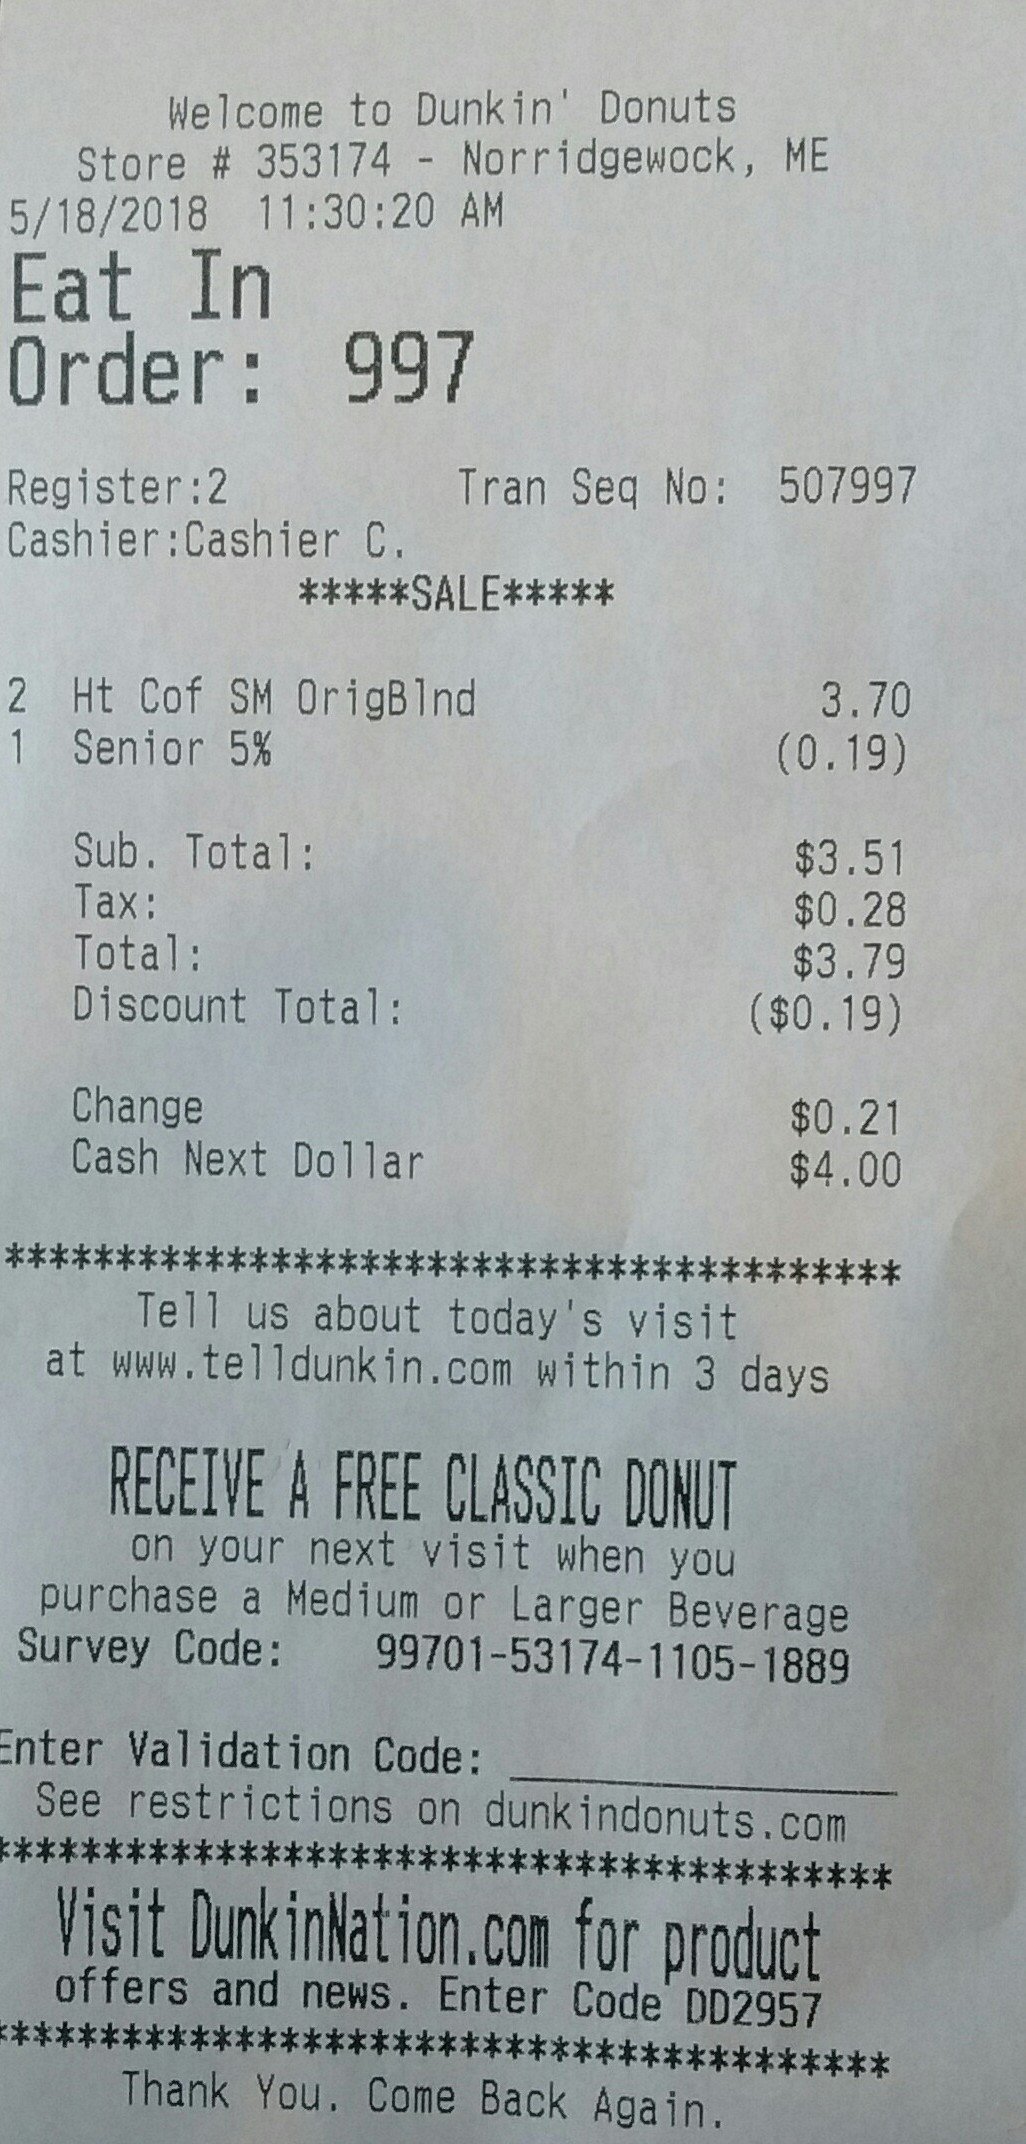 Welcome to Dunkin' Donuts
Store # 353174 - Norridgewock, ME
5/18/2018 11:30:20 AM
Eat In
Order: 997
Register:2 Tran Seq No: 507997
Cashier:Cashier C.
*****SALE*****
2 Ht Cof SM OrigBlnd 3.70
1 Senior 5% (0.19)
Sub. Total: $3.51
Tax: $0.28
Total: $3.79
Discount Total: ($0.19)
Change $0.21
Cash Next Dollar $4.00
****************************************
Tell us about today's visit
at www.telldunkin.com within 3 days
RECEIVE A FREE CLASSIC DONUT
on your next visit when you
purchase a Medium or Larger Beverage
Survey Code: 99701-53174-1105-1889
Enter Validation Code: ____________
See restrictions on dunkindonuts.com
****************************************
Visit DunkinNation.com for product
offers and news. Enter Code DD2957
****************************************
Thank You. Come Back Again.